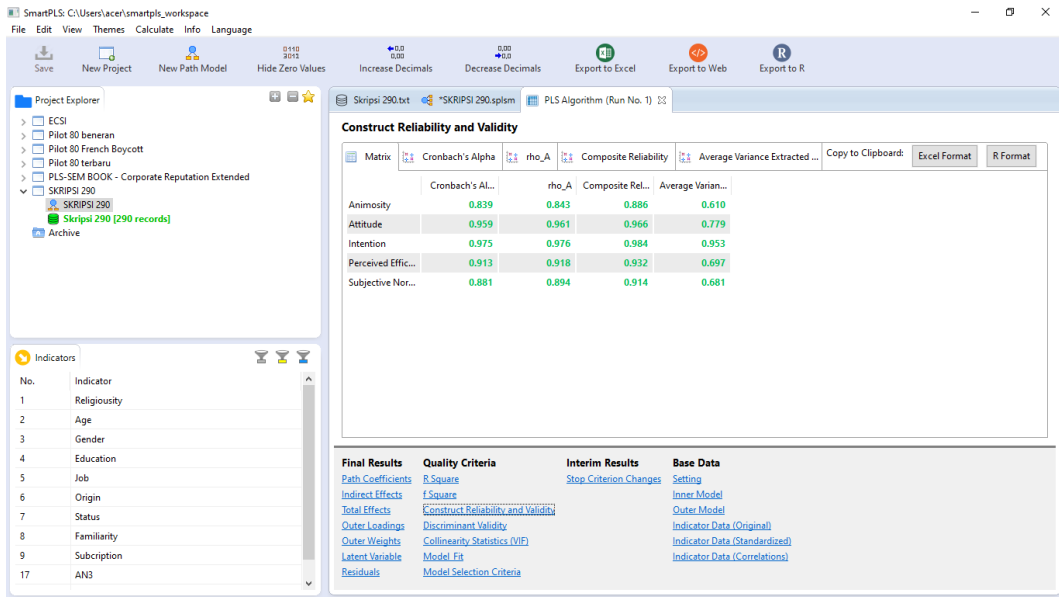 SmartPLS: C:\Users\acer\smartpls_workspace
File Edit View Themes Calculate Info Language
Save New Project New Path Model Hide Zero Values Increase Decimals Decrease Decimals Export to Excel Export to Web Export to R
Project Explorer
ECSI
Pilot 80 beneran
Pilot 80 French Boycott
Pilot 80 terbaru
PLS-SEM BOOK - Corporate Reputation Extended
SKRIPSI 290
SKRIPSI 290
Skripsi 290 [290 records]
Archive
Indicators
No. Indicator
1 Religiousity
2 Age
3 Gender
4 Education
5 Job
6 Origin
7 Status
8 Familiarity
9 Subcription
17 AN3
Skripsi 290.txt *SKRIPSI 290.splsm PLS Algorithm (Run No. 1)
Construct Reliability and Validity
Matrix Cronbach's Alpha rho_A Composite Reliability Average Variance Extracted ... Copy to Clipboard: Excel Format R Format
Cronbach's Al... rho_A Composite Rel... Average Varian...
Animosity 0.839 0.843 0.886 0.610
Attitude 0.959 0.961 0.966 0.779
Intention 0.975 0.976 0.984 0.953
Perceived Effic... 0.913 0.918 0.932 0.697
Subjective Nor... 0.881 0.894 0.914 0.681
Final Results Quality Criteria Interim Results Base Data
Path Coefficients R Square Stop Criterion Changes Setting
Indirect Effects f Square Inner Model
Total Effects Construct Reliability and Validity Outer Model
Outer Loadings Discriminant Validity Indicator Data (Original)
Outer Weights Collinearity Statistics (VIF) Indicator Data (Standardized)
Latent Variable Model_Fit Indicator Data (Correlations)
Residuals Model Selection Criteria